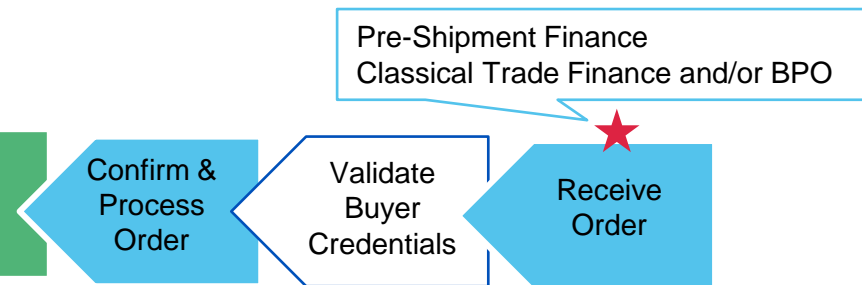 Pre-Shipment Finance
Classical Trade Finance and/or BPO
Confirm &
Process
Order
Validate
Buyer
Credentials
Receive
Order